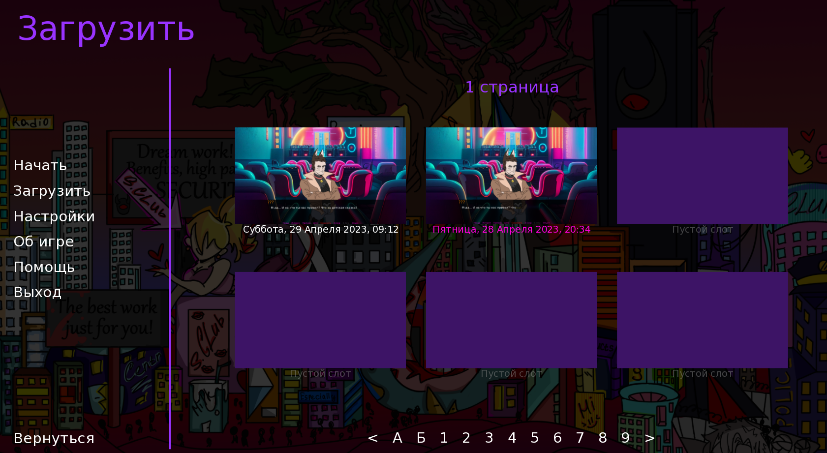 Загрузить
1 страница
Radio
Dream work!
SECURIT
S.CLUB
Начать
Загрузить
Настройки
Об игре
Помощь
Выход
Суббота, 29 Апреля 2023, 09:12
Пятница, 28 Апреля 2023, 20:34
Пустой слот
The best work
just for you!
Пустой слот
Пустой слот
Пустой слот
Вернуться
< А Б 1 2 3 4 5 6 7 8 9 >